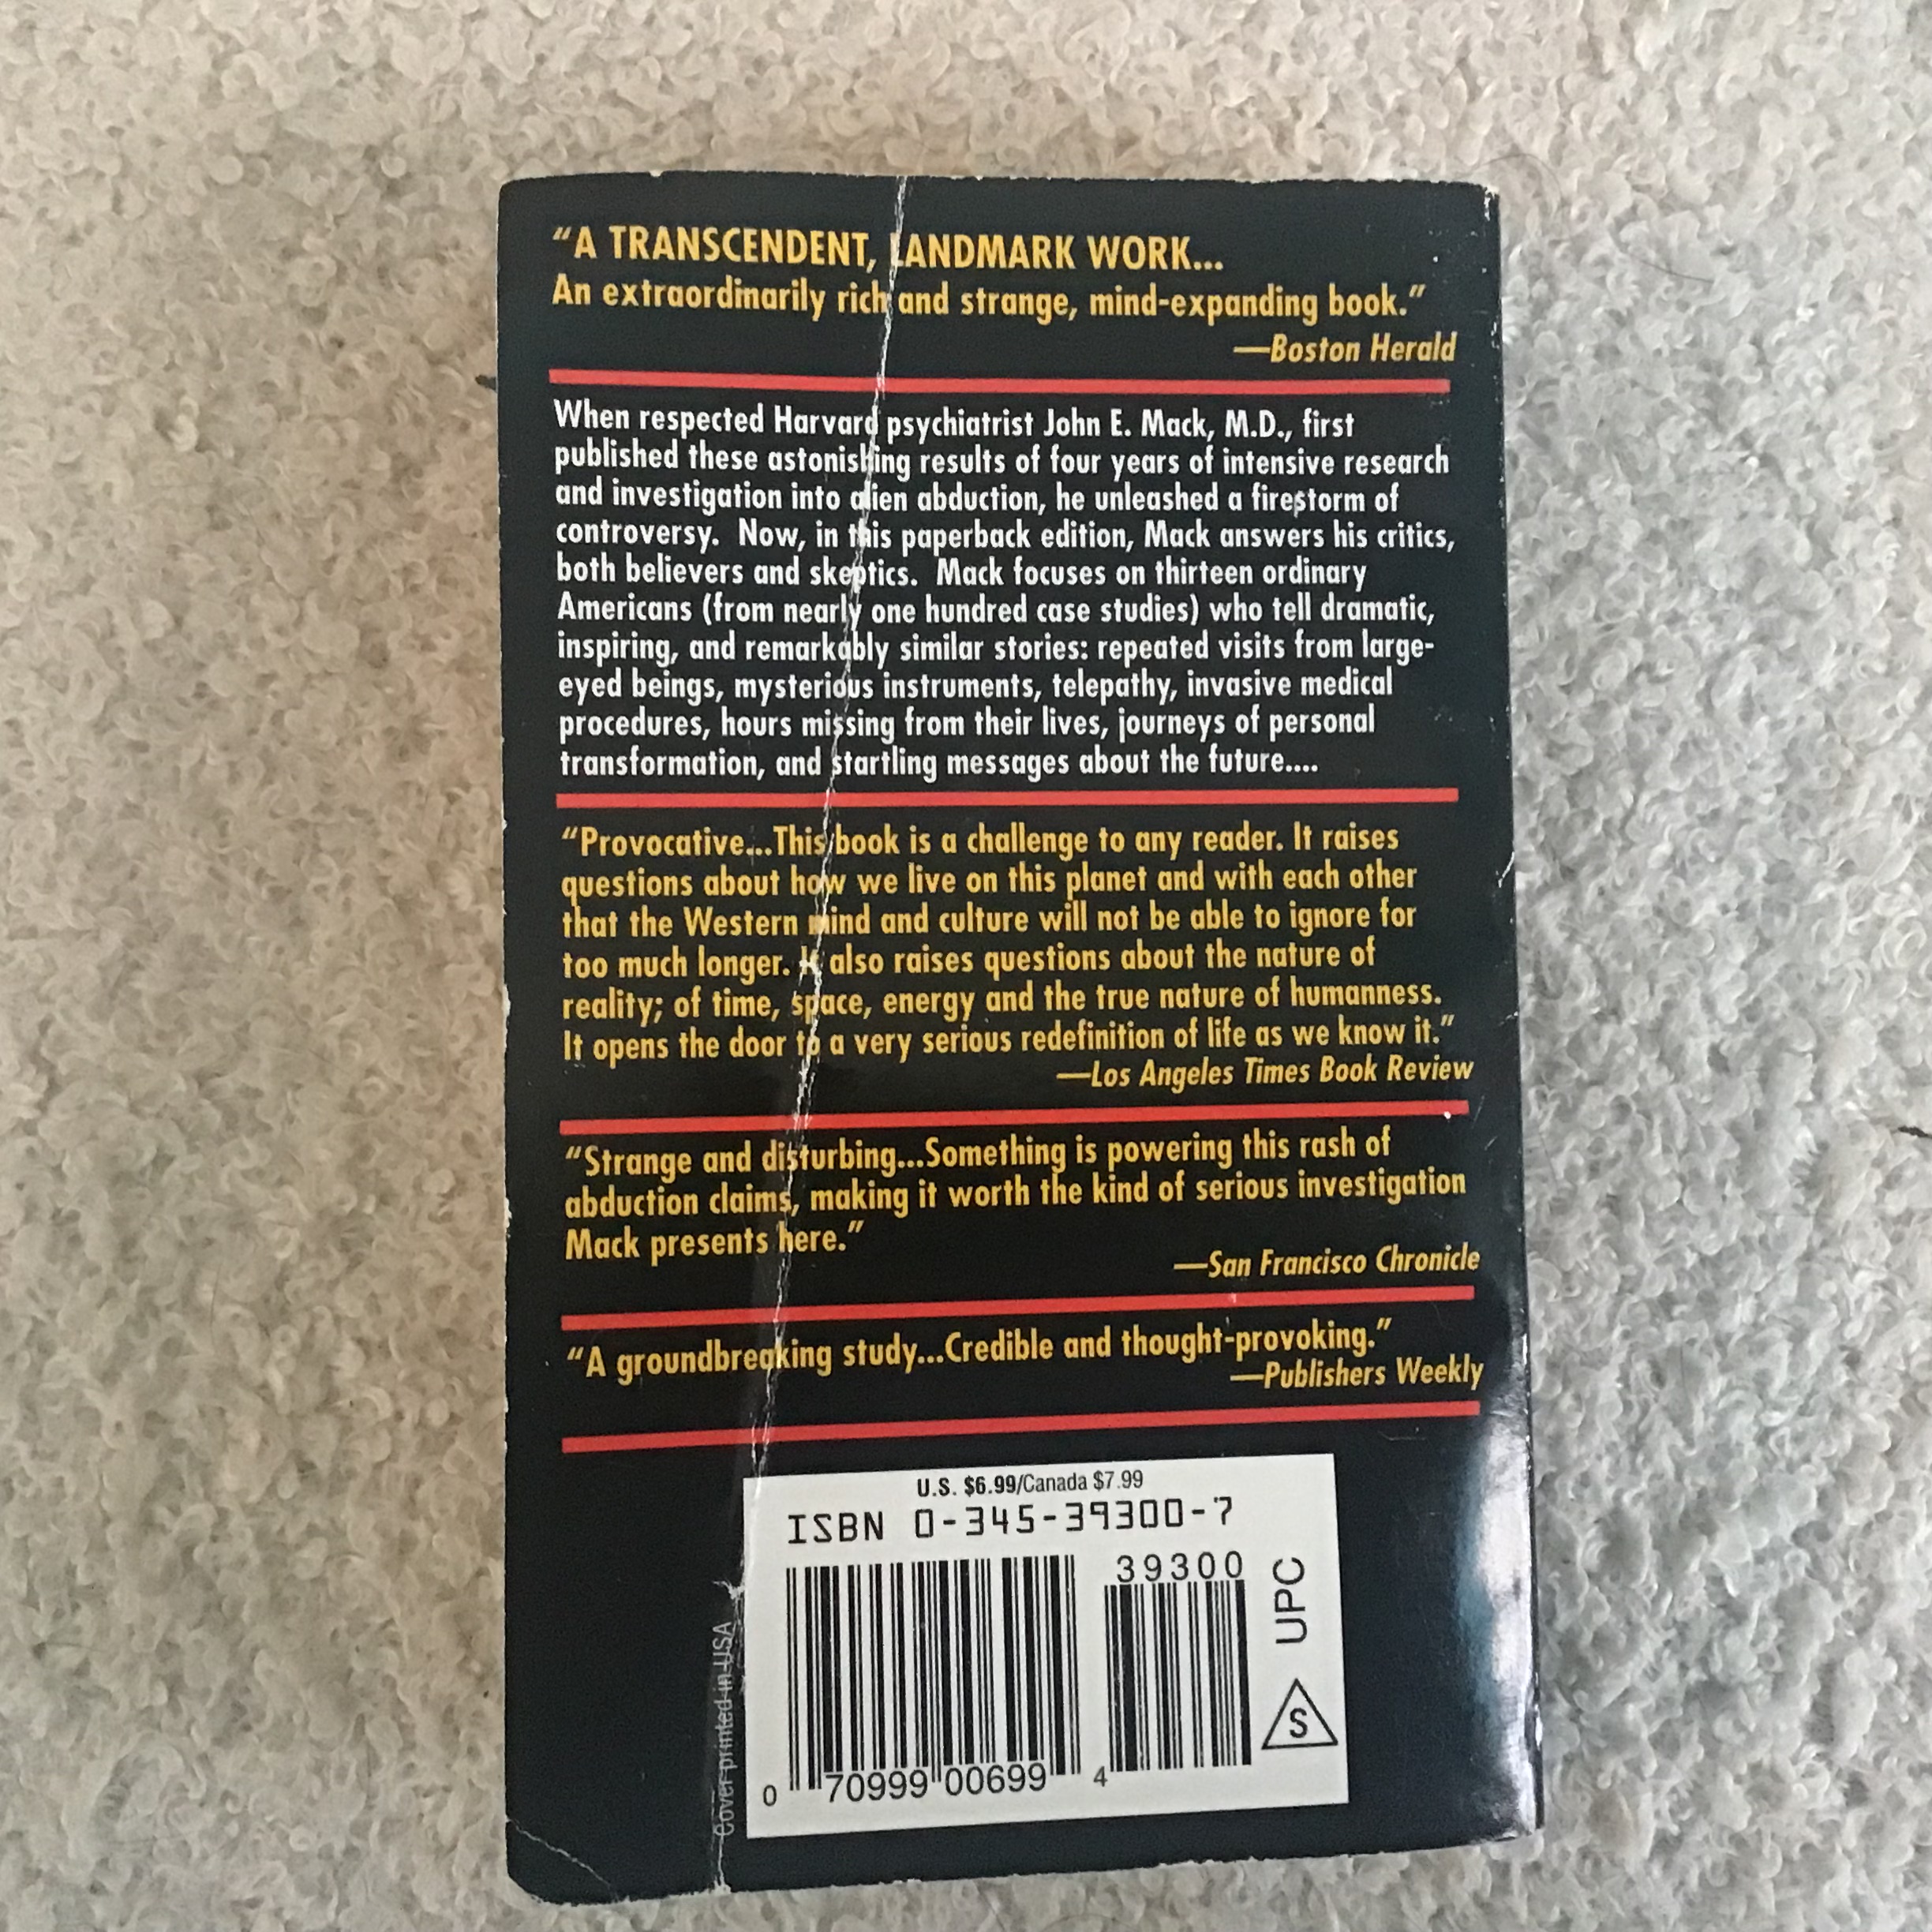 “A TRANSCENDENT, LANDMARK WORK...
An extraordinarily rich and strange, mind-expanding book.”
—Boston Herald
When respected Harvard psychiatrist John E. Mack, M.D., first
published these astonishing results of four years of intensive research
and investigation into alien abduction, he unleashed a firestorm of
controversy. Now, in this paperback edition, Mack answers his critics,
both believers and skeptics. Mack focuses on thirteen ordinary
Americans (from nearly one hundred case studies) who tell dramatic,
inspiring, and remarkably similar stories: repeated visits from large-
eyed beings, mysterious instruments, telepathy, invasive medical
procedures, hours missing from their lives, journeys of personal
transformation, and startling messages about the future....
“Provocative...This book is a challenge to any reader. It raises
questions about how we live on this planet and with each other
that the Western mind and culture will not be able to ignore for
too much longer. It also raises questions about the nature of
reality; of time, space, energy and the true nature of humanness.
It opens the door to a very serious redefinition of life as we know it.”
—Los Angeles Times Book Review
“Strange and disturbing...Something is powering this rash of
abduction claims, making it worth the kind of serious investigation
Mack presents here.”
—San Francisco Chronicle
“A groundbreaking study...Credible and thought-provoking.”
—Publishers Weekly
U.S. $6.99/Canada $7.99
ISBN 0-345-39300-7
39300
0 70999 00699 4
UPC
S
Cover printed in USA